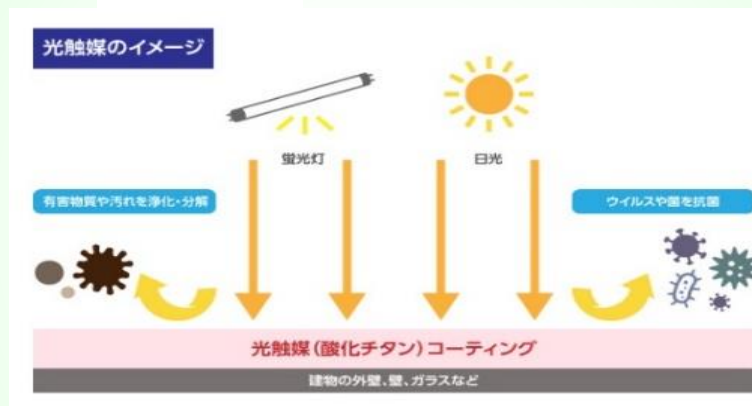 光触媒のイメージ
蛍光灯
日光
有害物質や汚れを浄化・分解
ウイルスや菌を抗菌
光触媒(酸化チタン)コーティング
建物の外壁、壁、ガラスなど